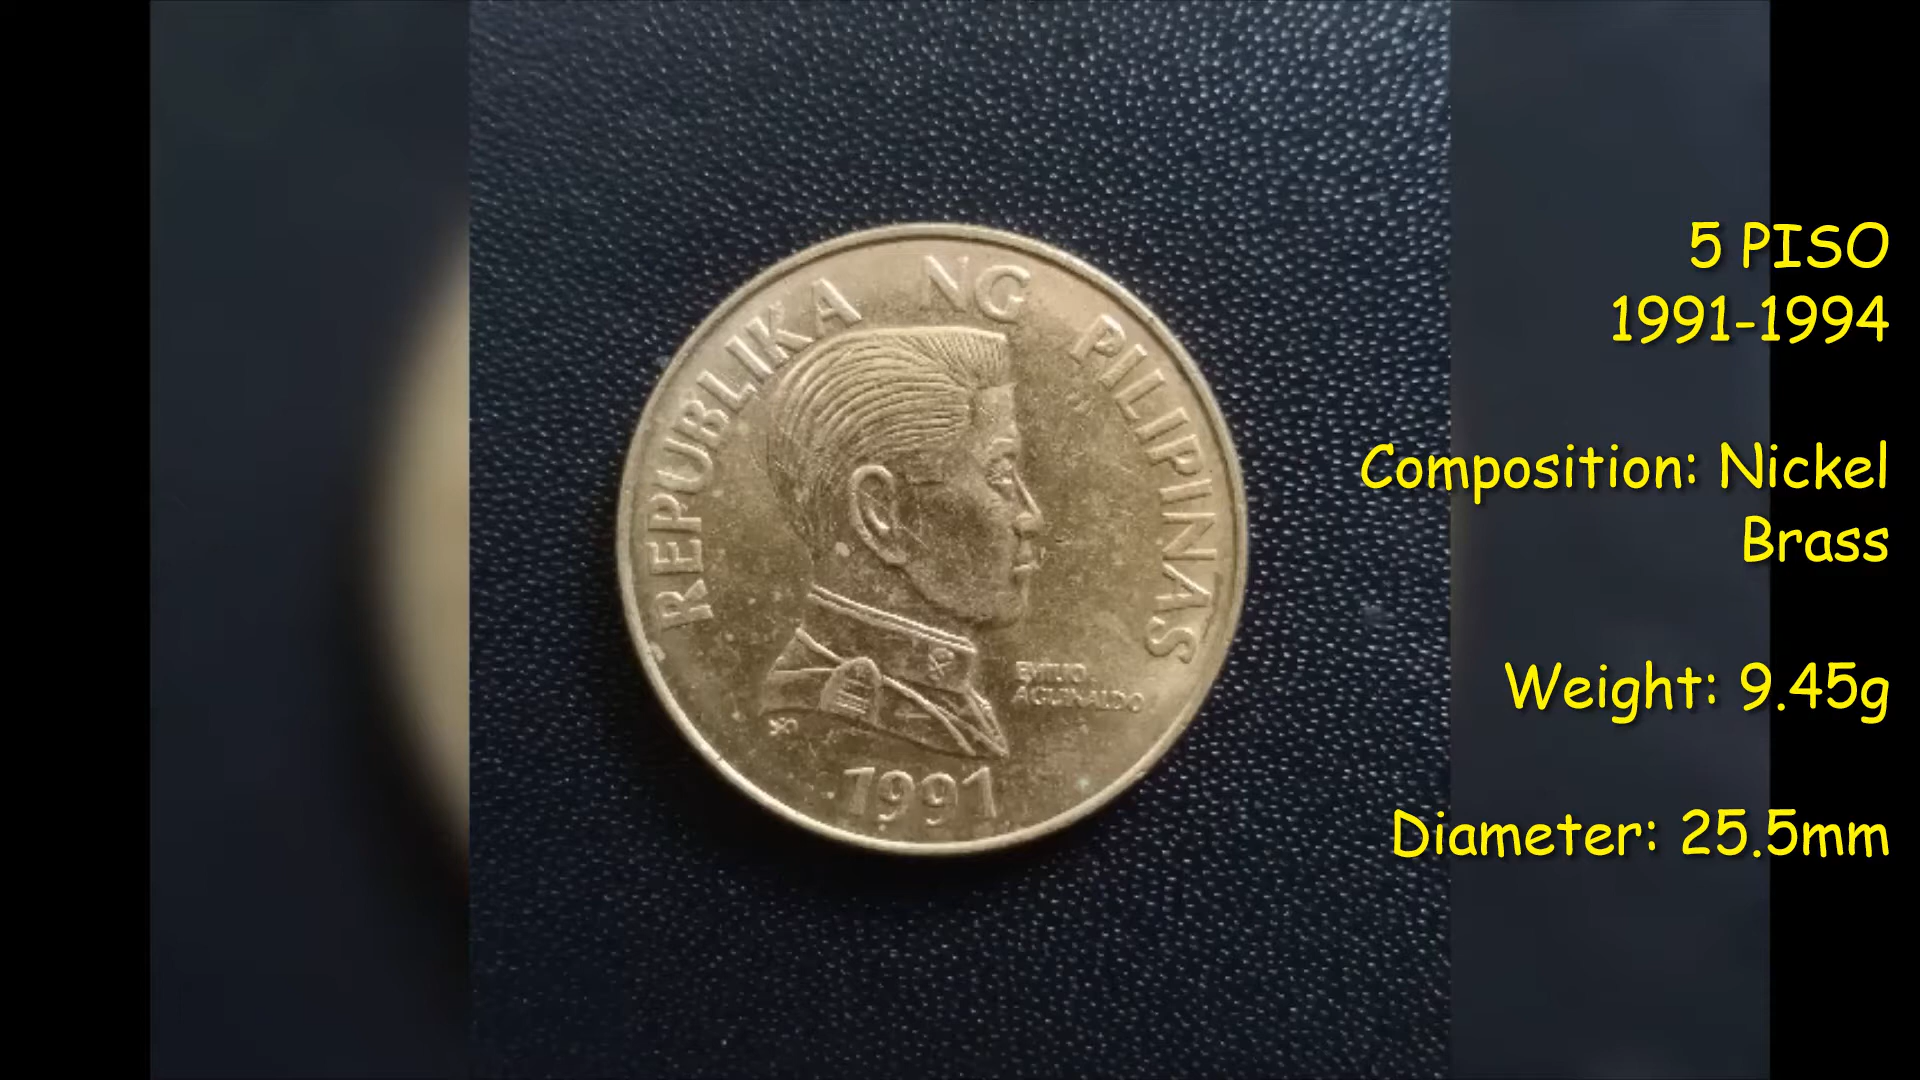 REPUBLIKA NG PILIPINAS
EMILIO
AGUINALDO
1991
5 PISO
1991-1994
Composition: Nickel
Brass
Weight: 9.45g
Diameter: 25.5mm